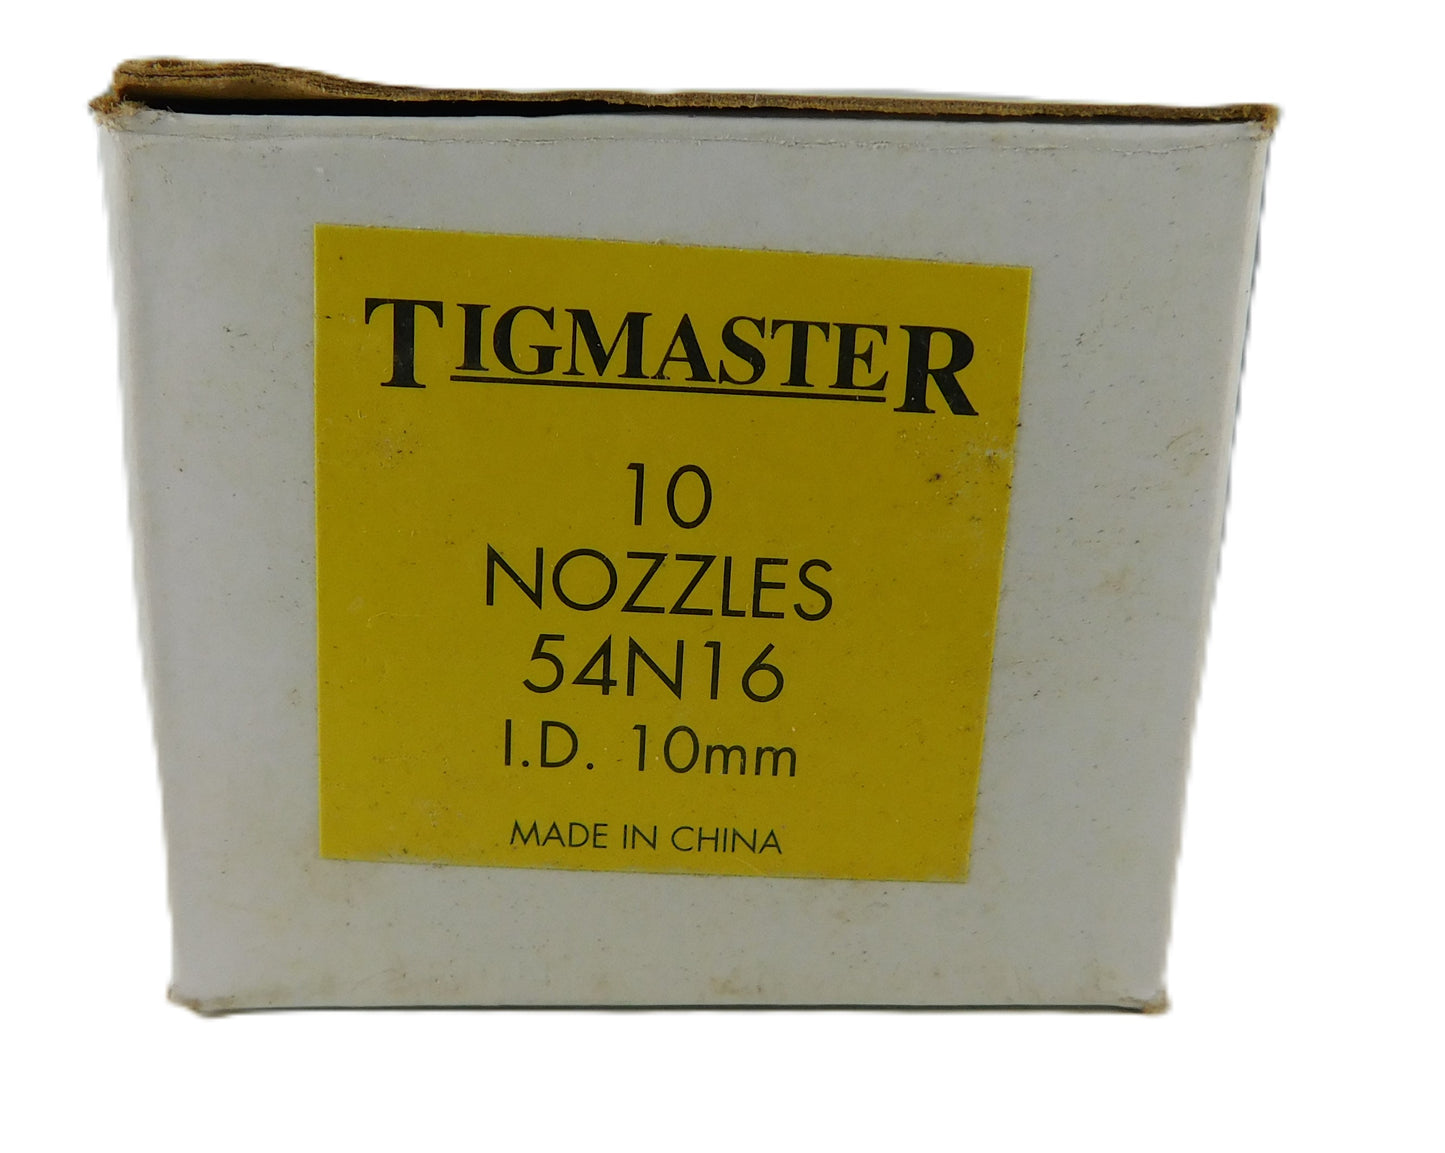 TIGMASTER
10
NOZZLES
54N16
I.D. 10mm
MADE IN CHINA